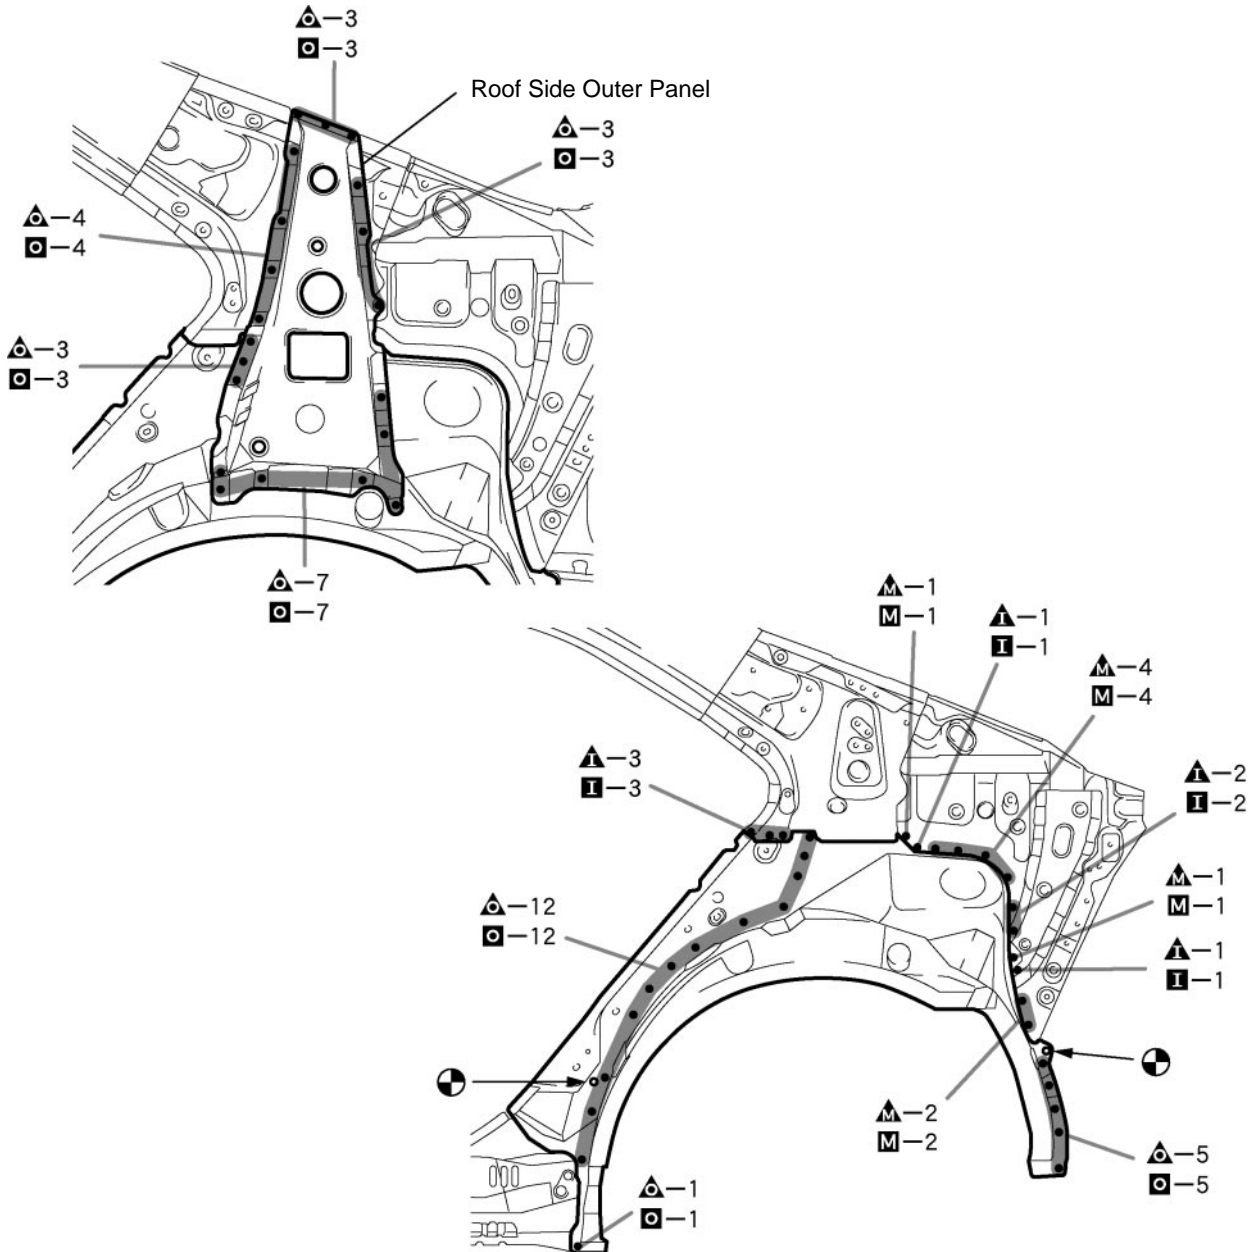 O—3
O—3
Roof Side Outer Panel
O—3
O—3
O—4
O—4
O—3
O—3
O—7
O—7
M—1
M—1
I—1
I—1
M—4
M—4
I—3
I—3
I—2
I—2
O—12
O—12
M—1
M—1
I—1
I—1
M—2
M—2
O—5
O—5
O—1
O—1